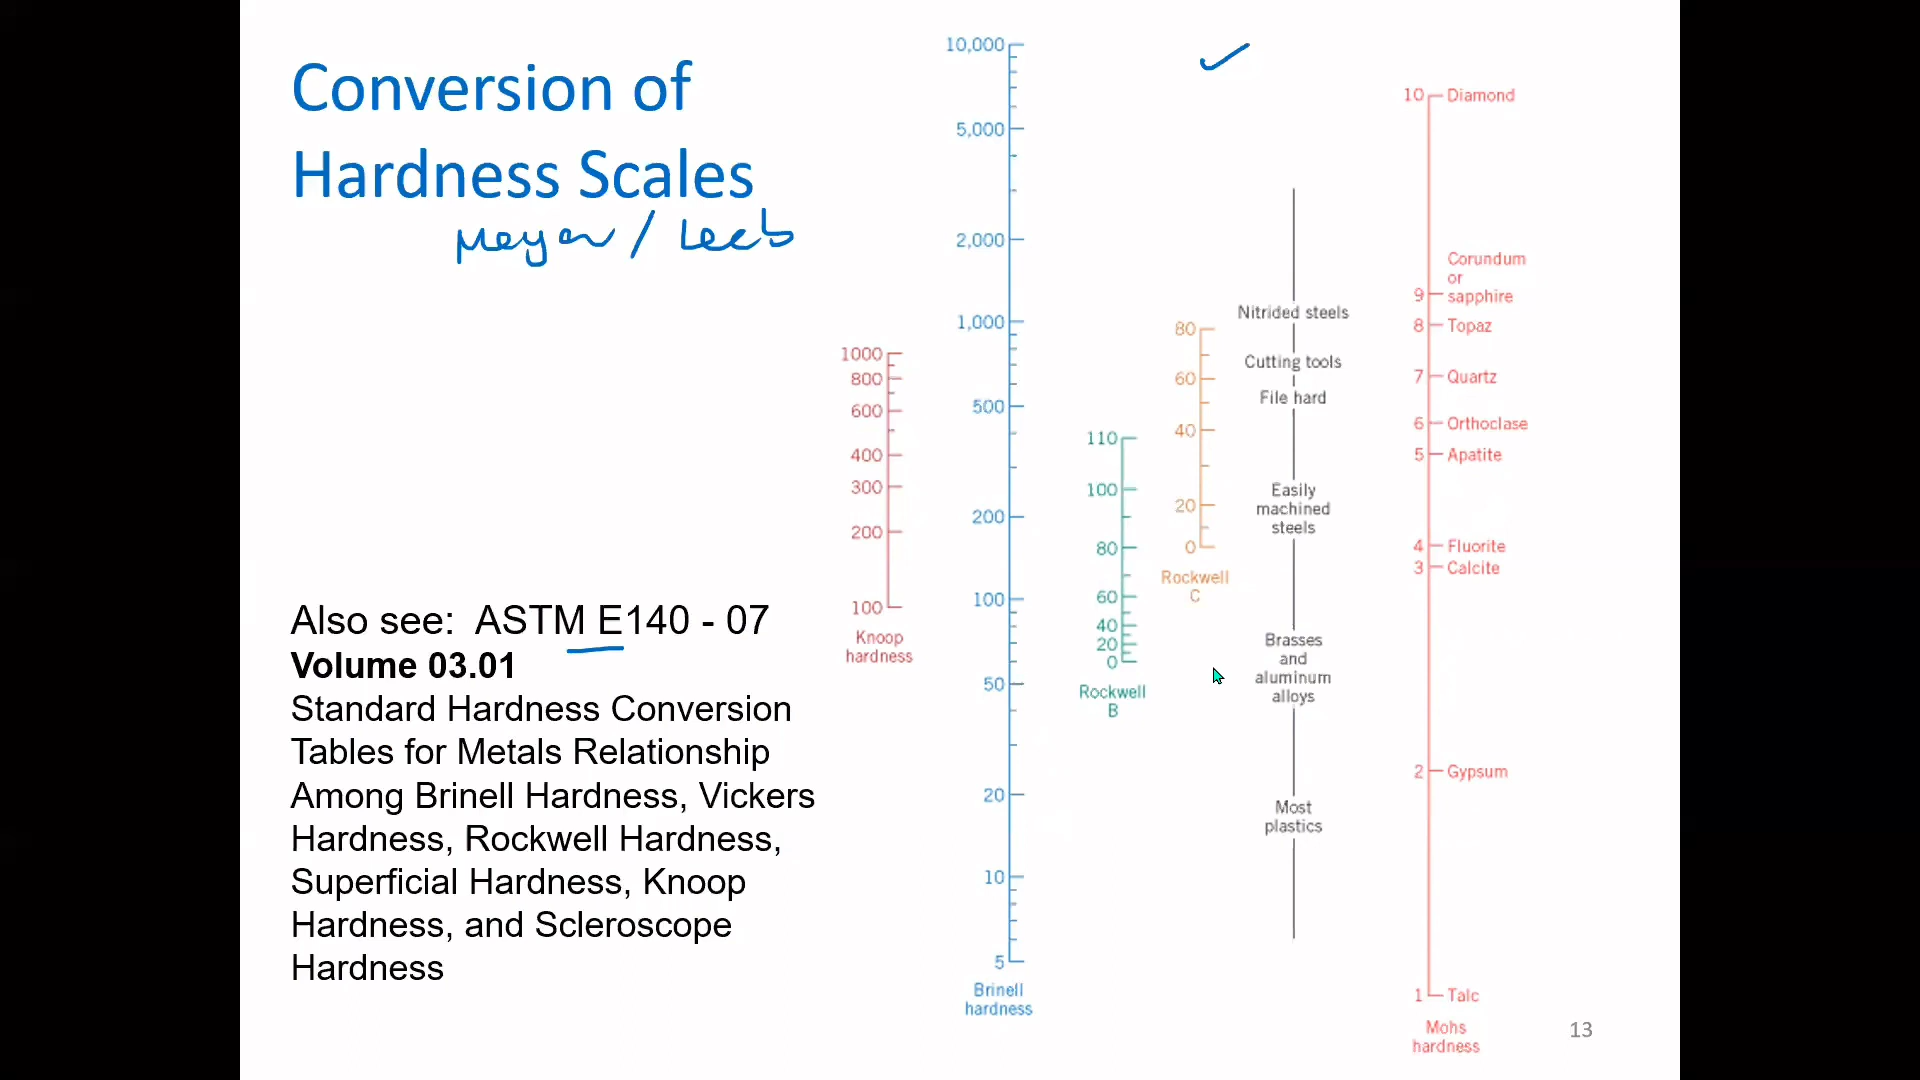 Conversion of
Hardness Scales
Meyer / Leeb
Also see: ASTM E140 - 07
Volume 03.01
Standard Hardness Conversion
Tables for Metals Relationship
Among Brinell Hardness, Vickers
Hardness, Rockwell Hardness,
Superficial Hardness, Knoop
Hardness, and Scleroscope
Hardness
1000
800
600
400
300
200
100
Knoop
hardness
10,000
5,000
2,000
1,000
500
200
100
50
20
10
5
Brinell
hardness
110
100
80
60
40
20
0
Rockwell
B
80
60
40
20
0
Rockwell
C
Nitrided steels
Cutting tools
File hard
Easily
machined
steels
Brasses
and
aluminum
alloys
Most
plastics
10 Diamond
Corundum
or
9 sapphire
8 Topaz
7 Quartz
6 Orthoclase
5 Apatite
4 Fluorite
3 Calcite
2 Gypsum
1 Talc
Mohs
hardness
13